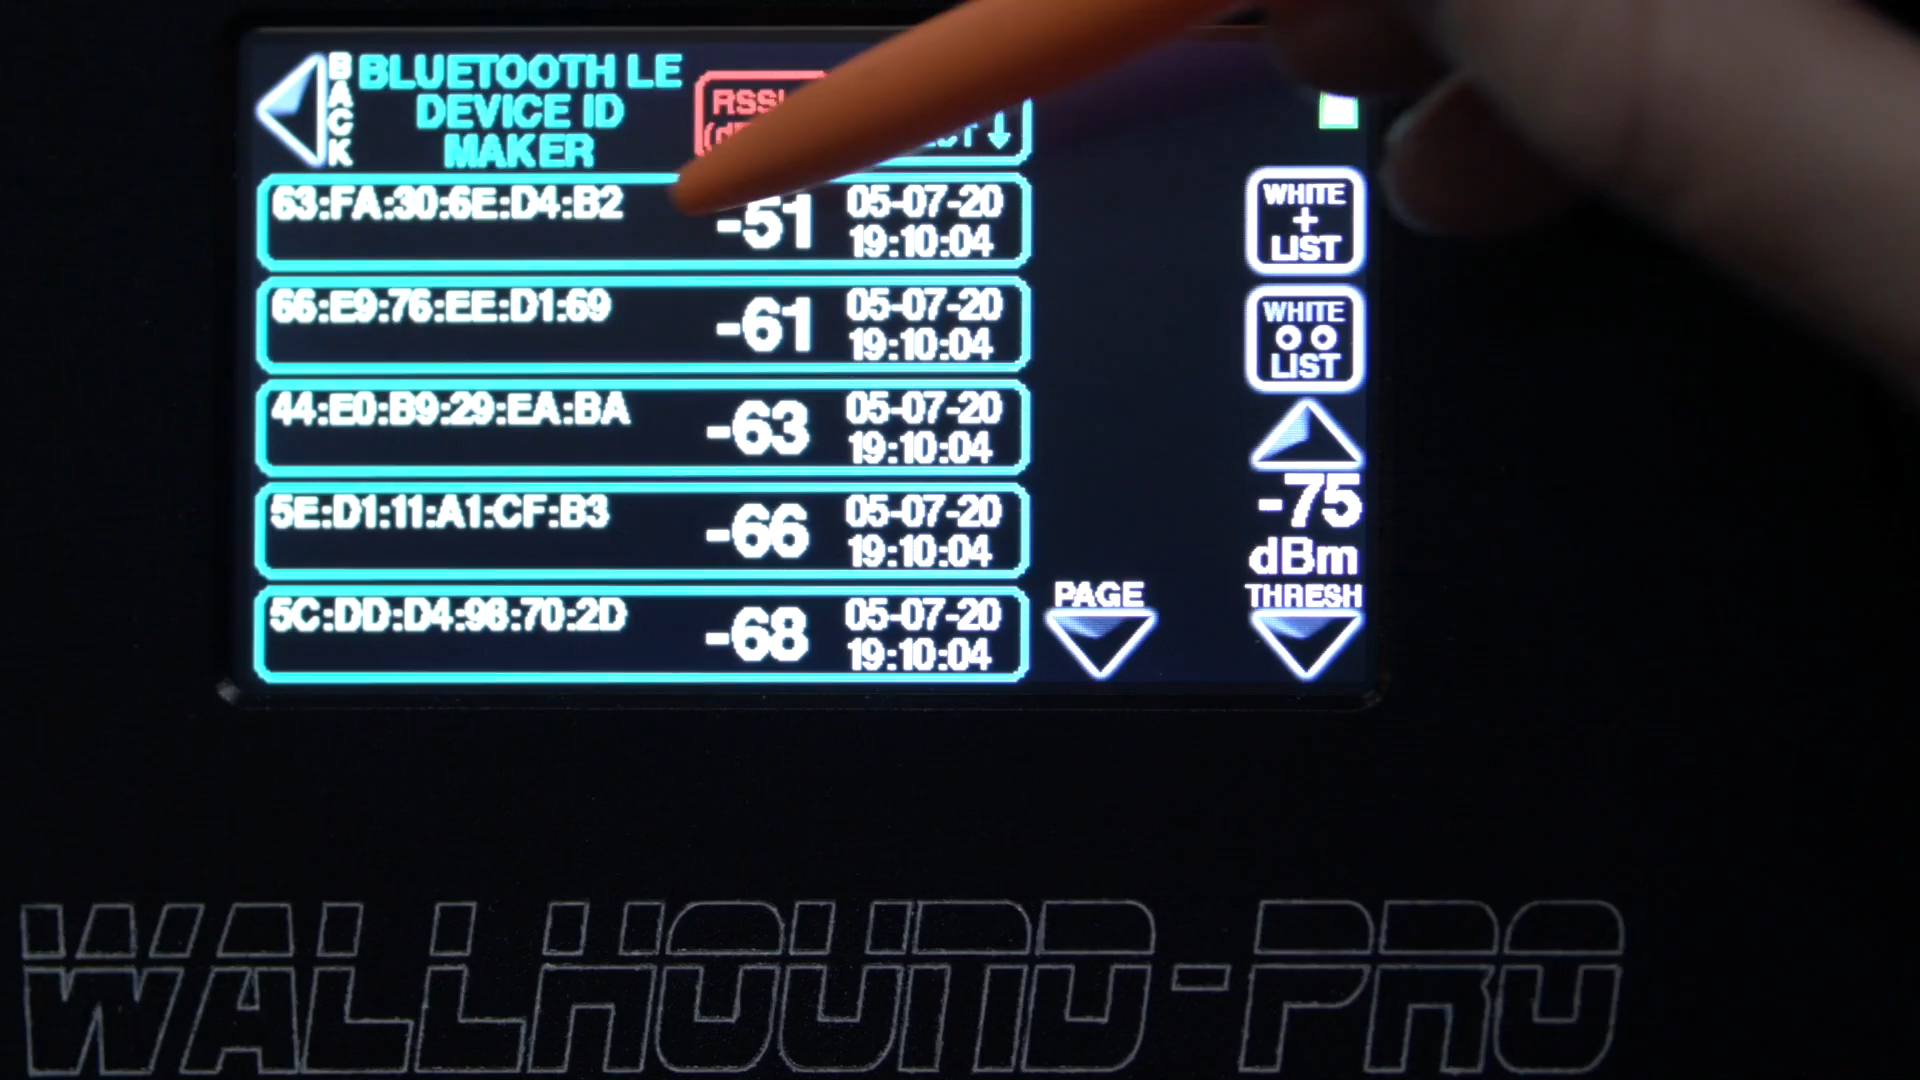 BACK
BLUETOOTH LE
DEVICE ID
MAKER
RSSI
63:FA:30:6E:D4:B2
-51
05-07-20
19:10:04
66:E9:76:EE:D1:69
-61
05-07-20
19:10:04
44:E0:B9:29:EA:BA
-63
05-07-20
19:10:04
5E:D1:11:A1:CF:B3
-66
05-07-20
19:10:04
5C:DD:D4:98:70:2D
-68
05-07-20
19:10:04
PAGE
WHITE
+
LIST
WHITE
LIST
-75
dBm
THRESH
WALLHOUND-PRO